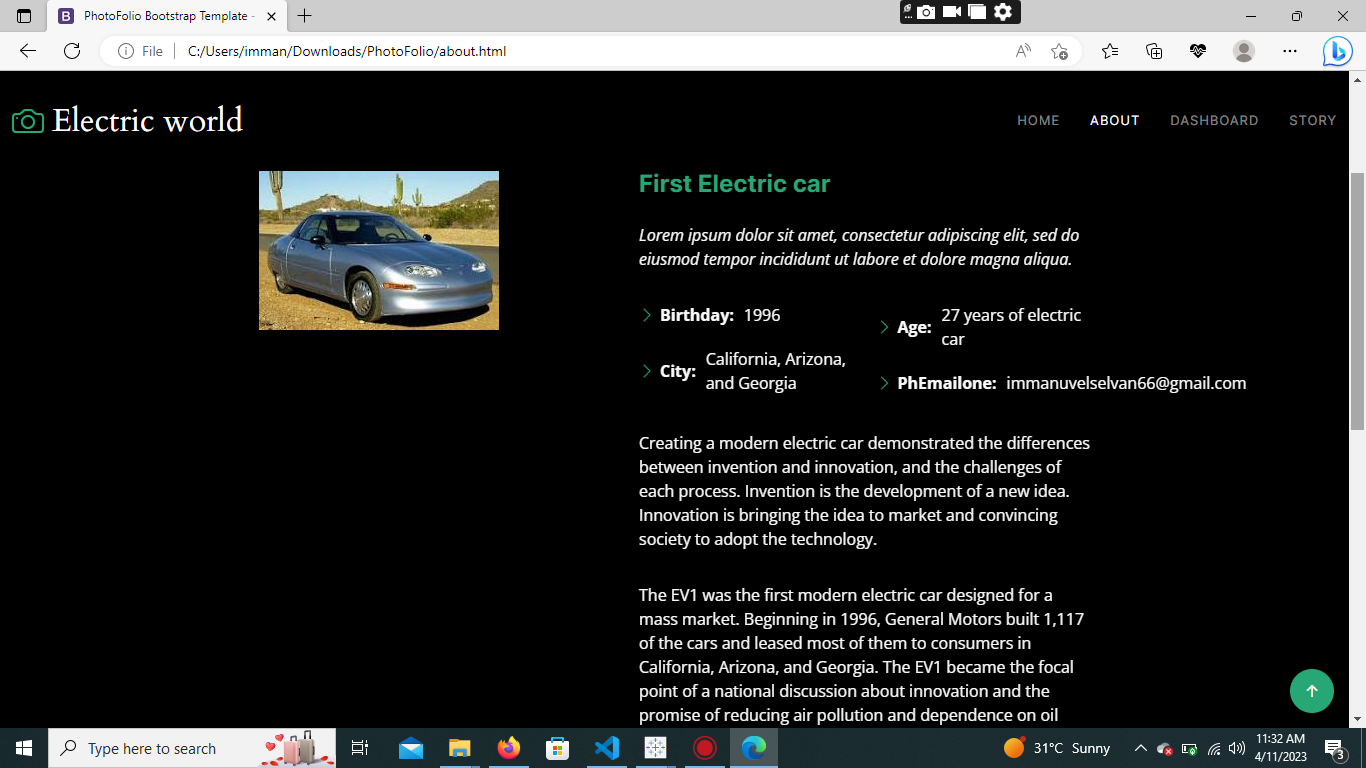 PhotoFolio Bootstrap Template -
File
C:/Users/imman/Downloads/PhotoFolio/about.html
Electric world
HOME ABOUT DASHBOARD STORY
First Electric car
Lorem ipsum dolor sit amet, consectetur adipiscing elit, sed do
eiusmod tempor incididunt ut labore et dolore magna aliqua.
Birthday: 1996
City: California, Arizona,
and Georgia
Age: 27 years of electric
car
PhEmailone: immanuvelselvan66@gmail.com
Creating a modern electric car demonstrated the differences
between invention and innovation, and the challenges of
each process. Invention is the development of a new idea.
Innovation is bringing the idea to market and convincing
society to adopt the technology.
The EV1 was the first modern electric car designed for a
mass market. Beginning in 1996, General Motors built 1,117
of the cars and leased most of them to consumers in
California, Arizona, and Georgia. The EV1 became the focal
point of a national discussion about innovation and the
promise of reducing air pollution and dependence on oil
Type here to search
31°C Sunny
11:32 AM
4/11/2023
3